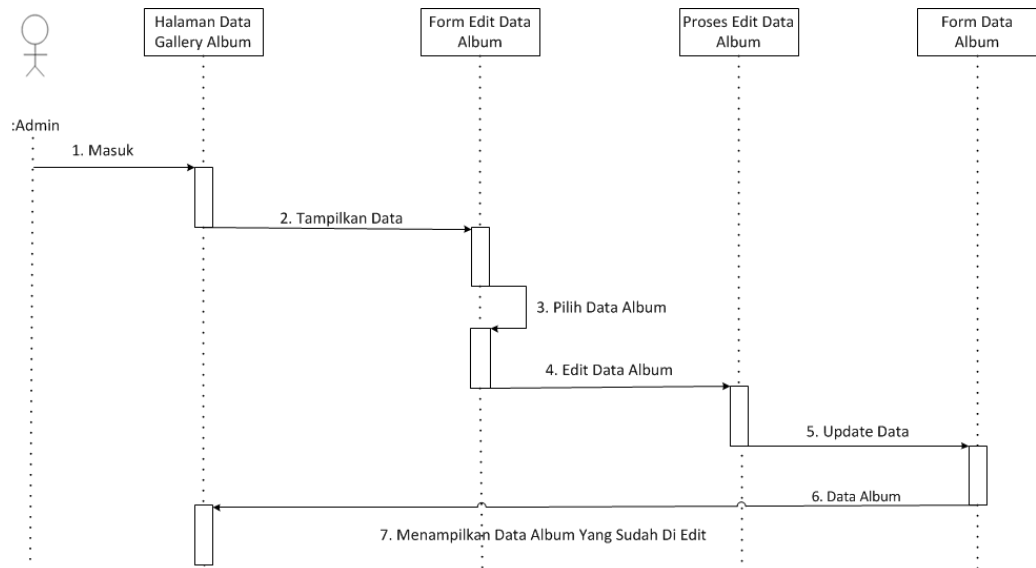 Halaman Data
Gallery Album
Form Edit Data
Album
Proses Edit Data
Album
Form Data
Album
:Admin
1. Masuk
2. Tampilkan Data
3. Pilih Data Album
4. Edit Data Album
5. Update Data
6. Data Album
7. Menampilkan Data Album Yang Sudah Di Edit